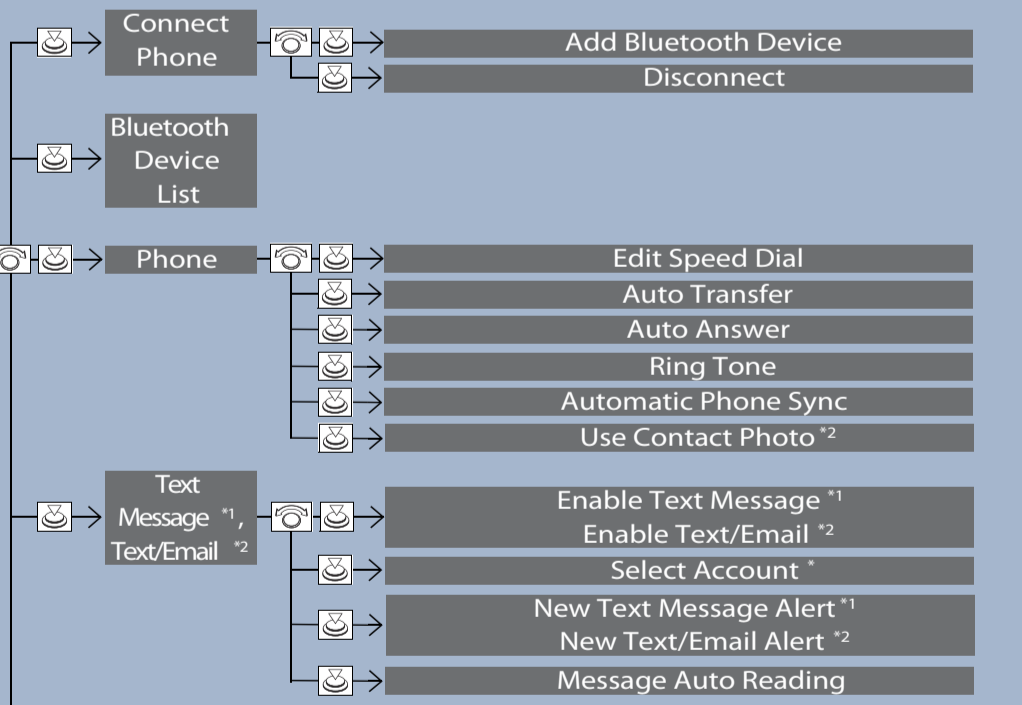 Connect
Phone
Add Bluetooth Device
Disconnect
Bluetooth
Device
List
Phone
Edit Speed Dial
Auto Transfer
Auto Answer
Ring Tone
Automatic Phone Sync
Use Contact Photo *2
Text
Message *1,
Text/Email *2
Enable Text Message *1
Enable Text/Email *2
Select Account *
New Text Message Alert *1
New Text/Email Alert *2
Message Auto Reading